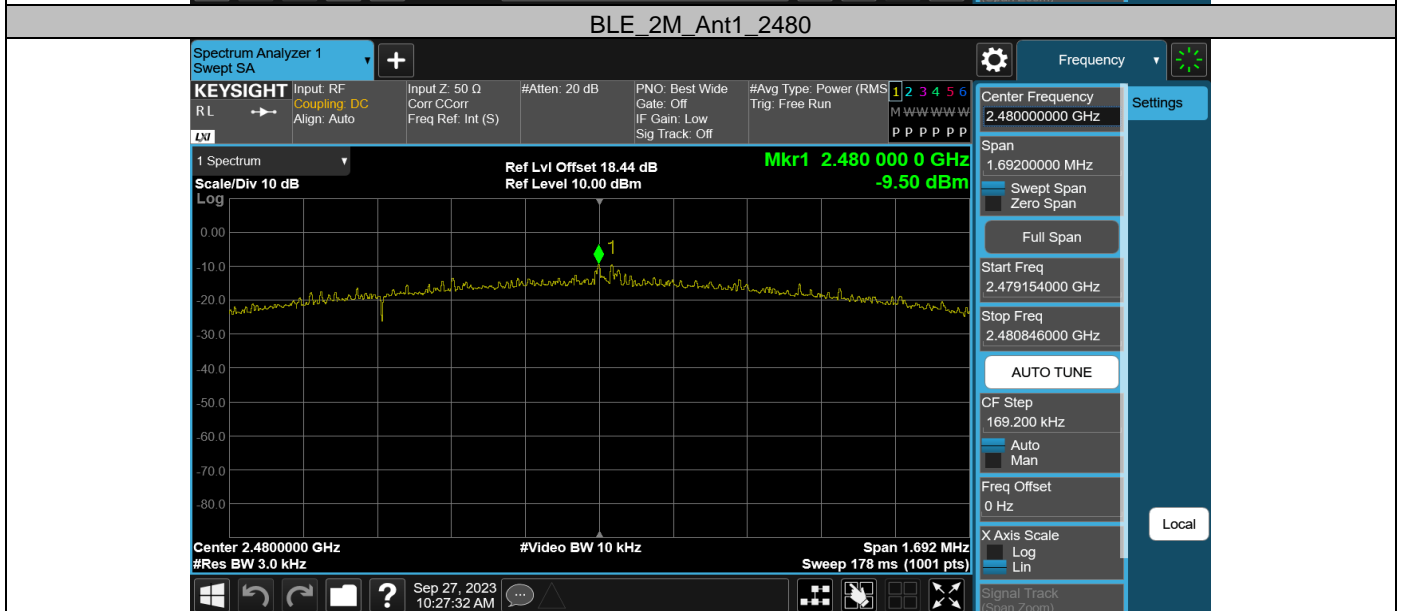 BLE_2M_Ant1_2480
Spectrum Analyzer 1
Swept SA
+
Frequency
KEYSIGHT
RL
LXI
Input: RF
Coupling: DC
Align: Auto
Input Z: 50 Ω
Corr CCorr
Freq Ref: Int (S)
#Atten: 20 dB
PNO: Best Wide
Gate: Off
IF Gain: Low
Sig Track: Off
#Avg Type: Power (RMS
Trig: Free Run
1 2 3 4 5 6
M W W W W W
P P P P P P
1 Spectrum
Scale/Div 10 dB
Log
Ref Lvl Offset 18.44 dB
Ref Level 10.00 dBm
Mkr1 2.480 000 0 GHz
-9.50 dBm
1
0.00
-10.0
-20.0
-30.0
-40.0
-50.0
-60.0
-70.0
-80.0
Center 2.4800000 GHz
#Res BW 3.0 kHz
#Video BW 10 kHz
Span 1.692 MHz
Sweep 178 ms (1001 pts)
Center Frequency
2.480000000 GHz
Settings
Span
1.69200000 MHz
Swept Span
Zero Span
Full Span
Start Freq
2.479154000 GHz
Stop Freq
2.480846000 GHz
AUTO TUNE
CF Step
169.200 kHz
Auto
Man
Freq Offset
0 Hz
X Axis Scale
Log
Lin
Local
Signal Track
(Span Zoom)
?
Sep 27, 2023
10:27:32 AM